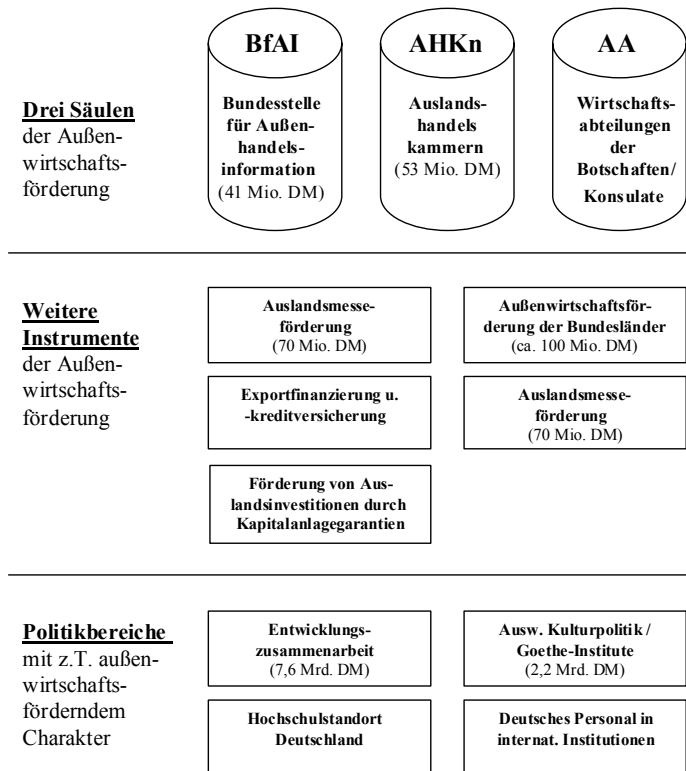 BfAI
AHKn
AA
Drei Säulen
der Außen-
wirtschafts-
förderung
Bundesstelle
für Außen-
handels-
information
(41 Mio. DM)
Auslands-
handels
kammern
(53 Mio. DM)
Wirtschafts-
abteilungen
der
Botschaften/
Konsulate
Weitere
Instrumente
der Außen-
wirtschafts-
förderung
Auslandsmesse-
förderung
(70 Mio. DM)
Außenwirtschaftsför-
derung der Bundesländer
(ca. 100 Mio. DM)
Exportfinanzierung u.
-kreditversicherung
Auslandsmesse-
förderung
(70 Mio. DM)
Förderung von Aus-
landsinvestitionen durch
Kapitalanlagegarantien
Politikbereiche
mit z.T. außen-
wirtschafts-
förderndem
Charakter
Entwicklungs-
zusammenarbeit
(7,6 Mrd. DM)
Ausw. Kulturpolitik /
Goethe-Institute
(2,2 Mrd. DM)
Hochschulstandort
Deutschland
Deutsches Personal in
internat. Institutionen